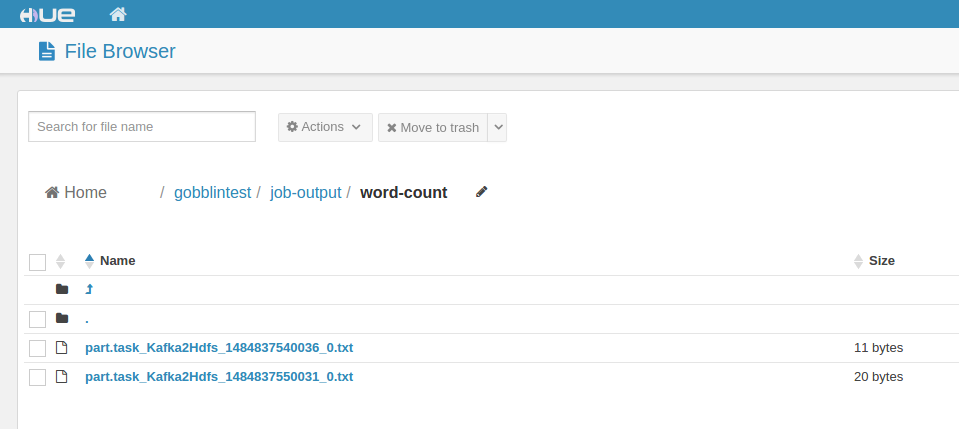 HUE
File Browser
Search for file name
Actions
Move to trash
Home / gobblintest / job-output / word-count
Name Size
.
part.task_Kafka2Hdfs_1484837540036_0.txt 11 bytes
part.task_Kafka2Hdfs_1484837550031_0.txt 20 bytes